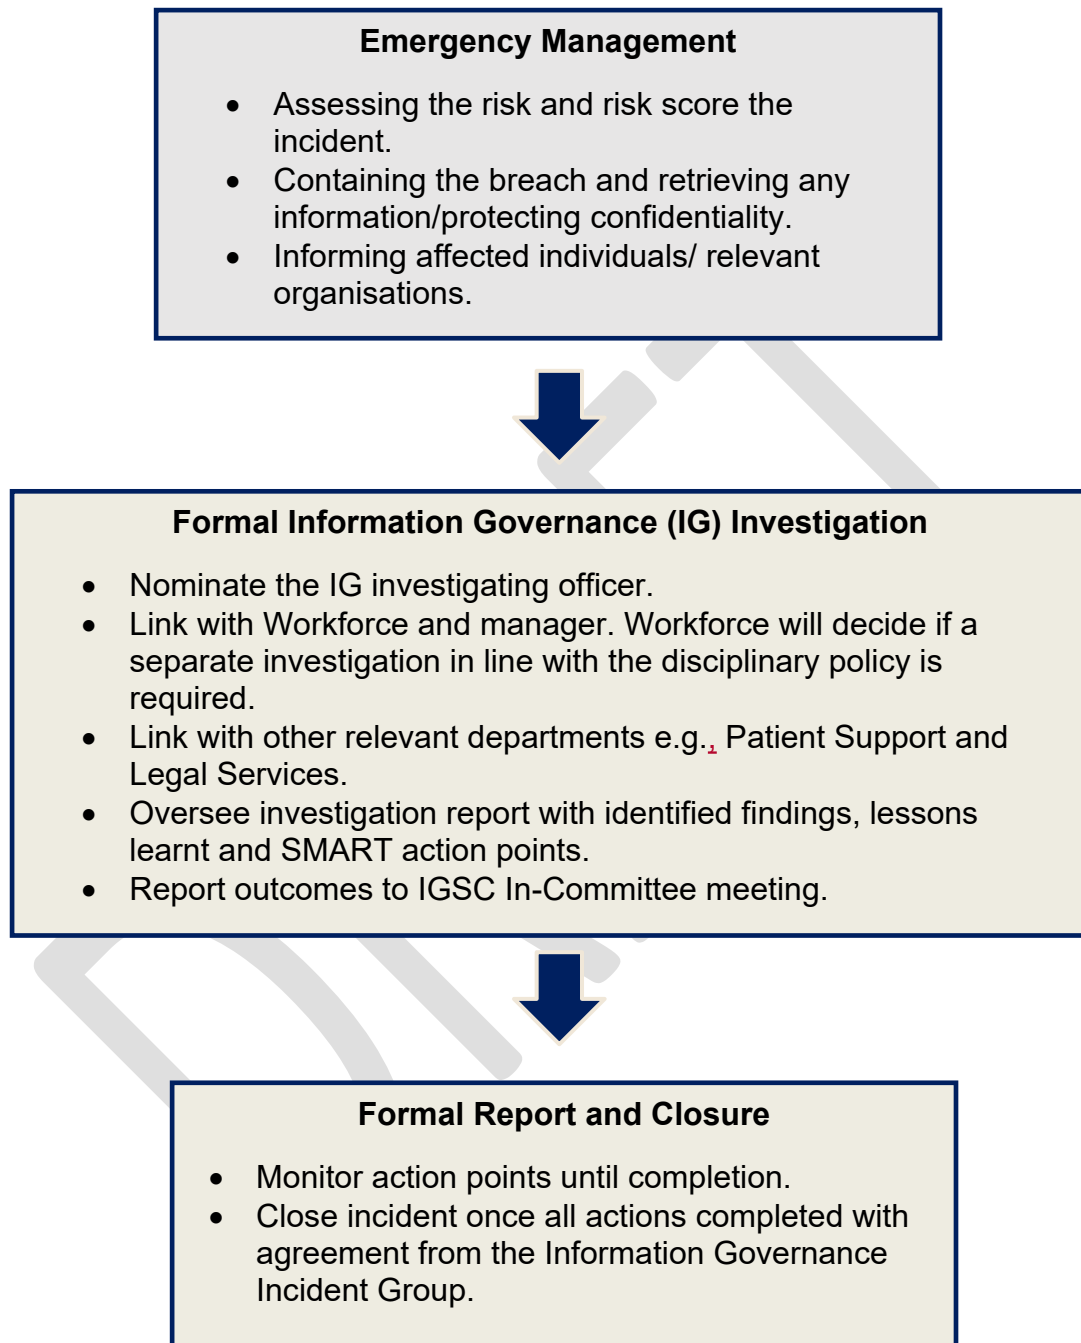 Emergency Management
• Assessing the risk and risk score the
incident.
• Containing the breach and retrieving any
information/protecting confidentiality.
• Informing affected individuals/ relevant
organisations.
Formal Information Governance (IG) Investigation
• Nominate the IG investigating officer.
• Link with Workforce and manager. Workforce will decide if a
separate investigation in line with the disciplinary policy is
required.
• Link with other relevant departments e.g., Patient Support and
Legal Services.
• Oversee investigation report with identified findings, lessons
learnt and SMART action points.
• Report outcomes to IGSC In-Committee meeting.
Formal Report and Closure
• Monitor action points until completion.
• Close incident once all actions completed with
agreement from the Information Governance
Incident Group.